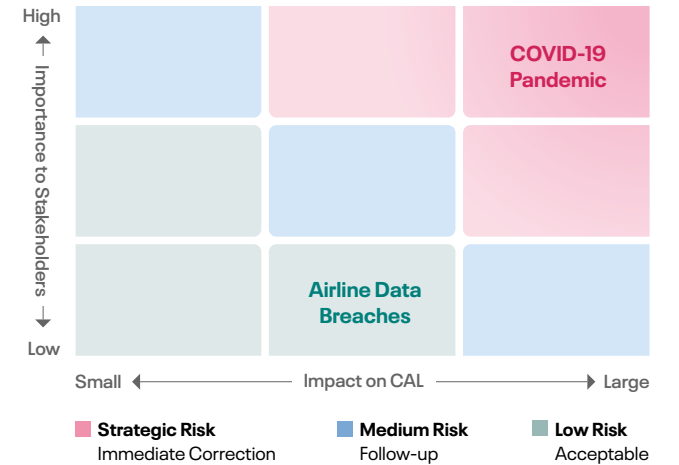 High
Importance to Stakeholders
Low
COVID-19
Pandemic
Airline Data
Breaches
Small
Impact on CAL
Large
Strategic Risk
Immediate Correction
Medium Risk
Follow-up
Low Risk
Acceptable